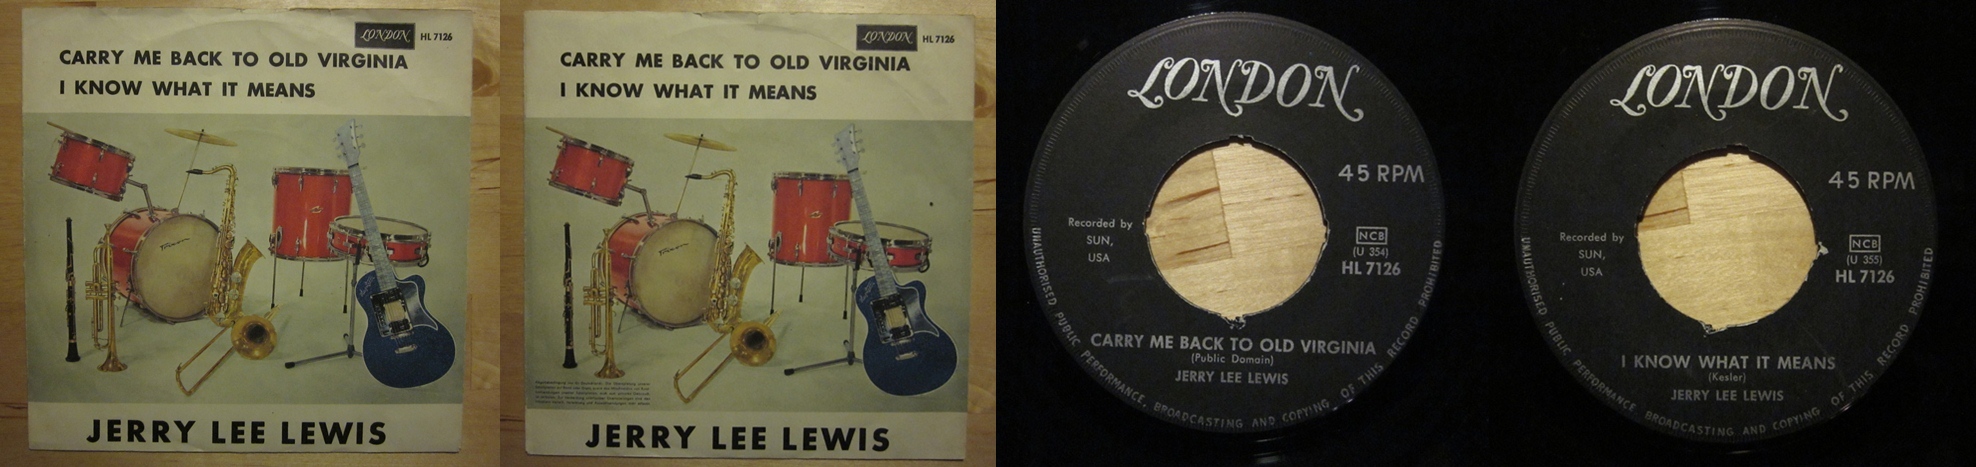 LONDON HL 7126
CARRY ME BACK TO OLD VIRGINIA
I KNOW WHAT IT MEANS
JERRY LEE LEWIS
LONDON HL 7126
CARRY ME BACK TO OLD VIRGINIA
I KNOW WHAT IT MEANS
JERRY LEE LEWIS
LONDON
45 RPM
Recorded by
SUN,
USA
NCB
(U 354)
HL 7126
CARRY ME BACK TO OLD VIRGINIA
(Public Domain)
JERRY LEE LEWIS
UNAUTHORISED PUBLIC PERFORMANCE, BROADCASTING AND COPYING OF THIS RECORD PROHIBITED
LONDON
45 RPM
Recorded by
SUN,
USA
NCB
(U 355)
HL 7126
I KNOW WHAT IT MEANS
(Kesler)
JERRY LEE LEWIS
UNAUTHORISED PUBLIC PERFORMANCE BROADCASTING AND COPYING OF THIS RECORD PROHIBITED